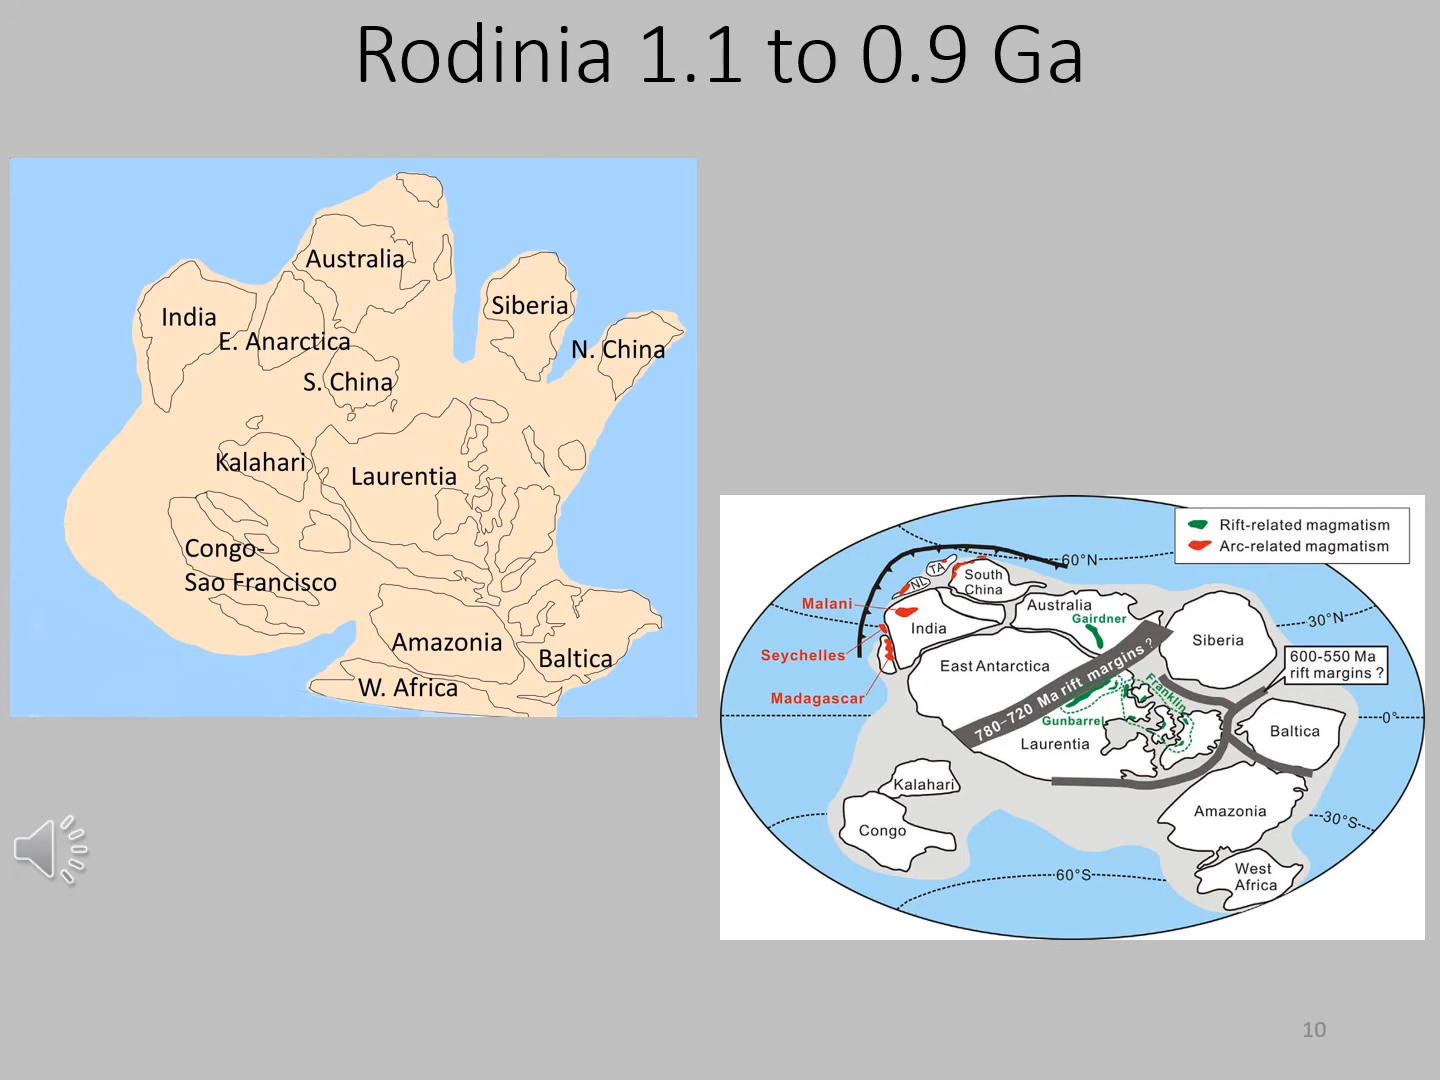 Rodinia 1.1 to 0.9 Ga
Australia
India
Siberia
E. Anarctica
N. China
S. China
Kalahari
Laurentia
Congo-
Sao Francisco
Amazonia
Baltica
W. Africa
Rift-related magmatism
Arc-related magmatism
60°N
TA
NL
South
China
Malani
Australia
Gairdner
India
30°N
Siberia
Seychelles
East Antarctica
600-550 Ma
rift margins ?
780–720 Ma rift margins ?
Madagascar
Franklin
Gunbarrel
0°
Baltica
Laurentia
Kalahari
Amazonia
30°S
Congo
West
Africa
60°S
10